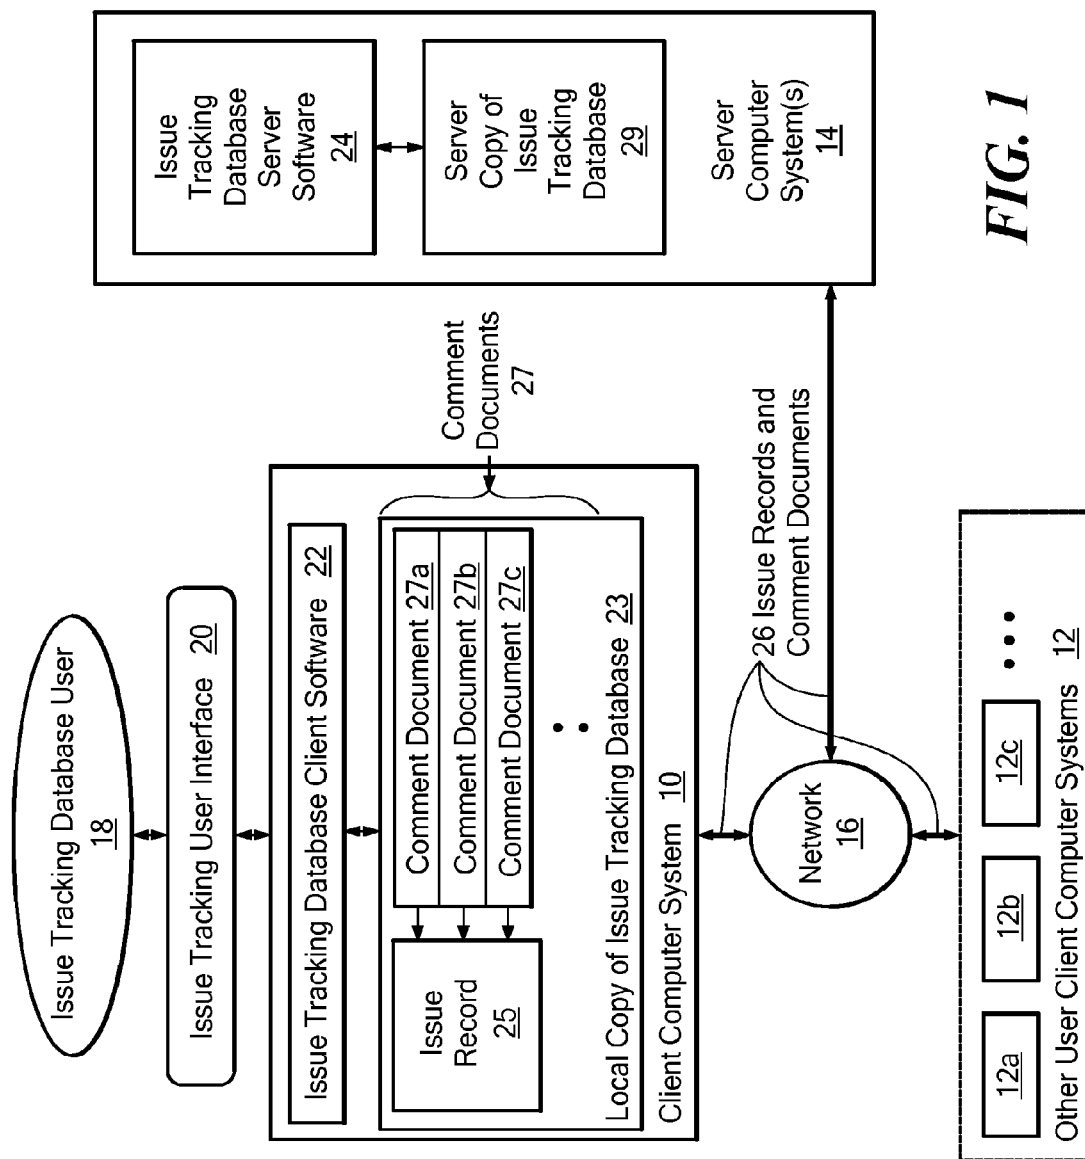 Issue Tracking Database User
18
Issue Tracking User Interface 20
Issue Tracking Database Client Software 22
Comment Document 27a
Comment Document 27b
Comment Document 27c
Issue
Record
25
Local Copy of Issue Tracking Database 23
Client Computer System 10
Comment
Documents
27
Issue
Tracking
Database
Server
Software
24
Server
Copy of
Issue
Tracking
Database
29
Server
Computer
System(s)
14
26 Issue Records and
Comment Documents
Network
16
12a
12b
12c
Other User Client Computer Systems 12
FIG. 1